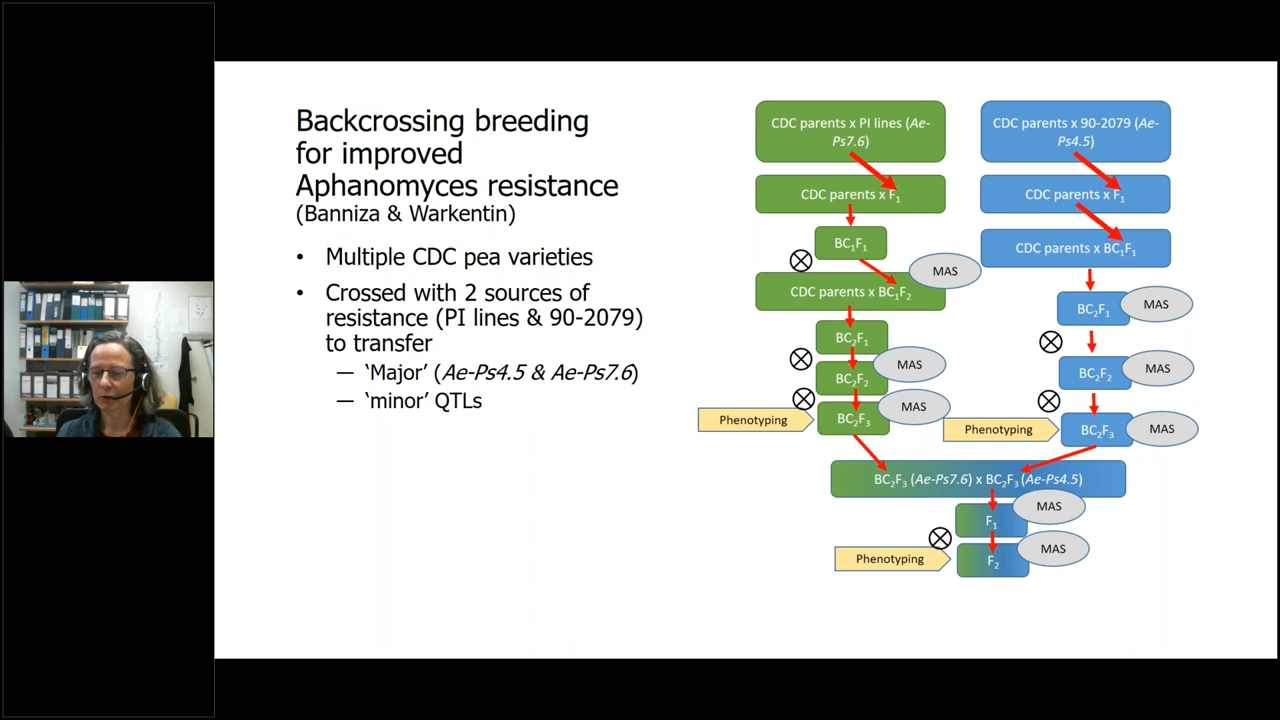 Backcrossing breeding
for improved
Aphanomyces resistance
(Banniza & Warkentin)
• Multiple CDC pea varieties
• Crossed with 2 sources of
resistance (PI lines & 90-2079)
to transfer
— ‘Major’ (Ae-Ps4.5 & Ae-Ps7.6)
— ‘minor’ QTLs
CDC parents x PI lines (Ae-
Ps7.6)
CDC parents x F₁
BC₁F₁
MAS
CDC parents x BC₁F₂
BC₂F₁
MAS
BC₂F₂
MAS
Phenotyping
BC₂F₃
CDC parents x 90-2079 (Ae-
Ps4.5)
CDC parents x F₁
CDC parents x BC₁F₁
BC₂F₁
MAS
BC₂F₂
MAS
Phenotyping
BC₂F₃
MAS
BC₂F₃ (Ae-Ps7.6) x BC₂F₃ (Ae-Ps4.5)
MAS
F₁
MAS
Phenotyping
F₂